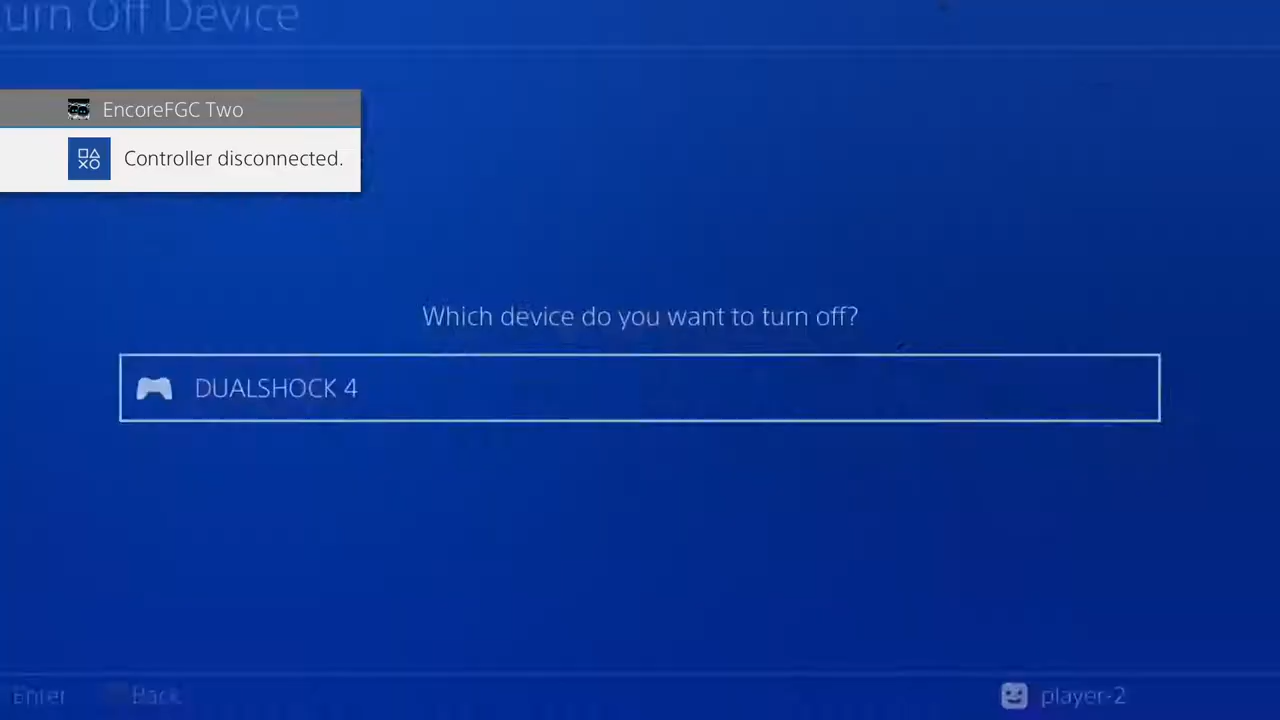 urn Off Device
EncoreFGC Two
Controller disconnected.
Which device do you want to turn off?
DUALSHOCK 4
Enter
Back
player-2